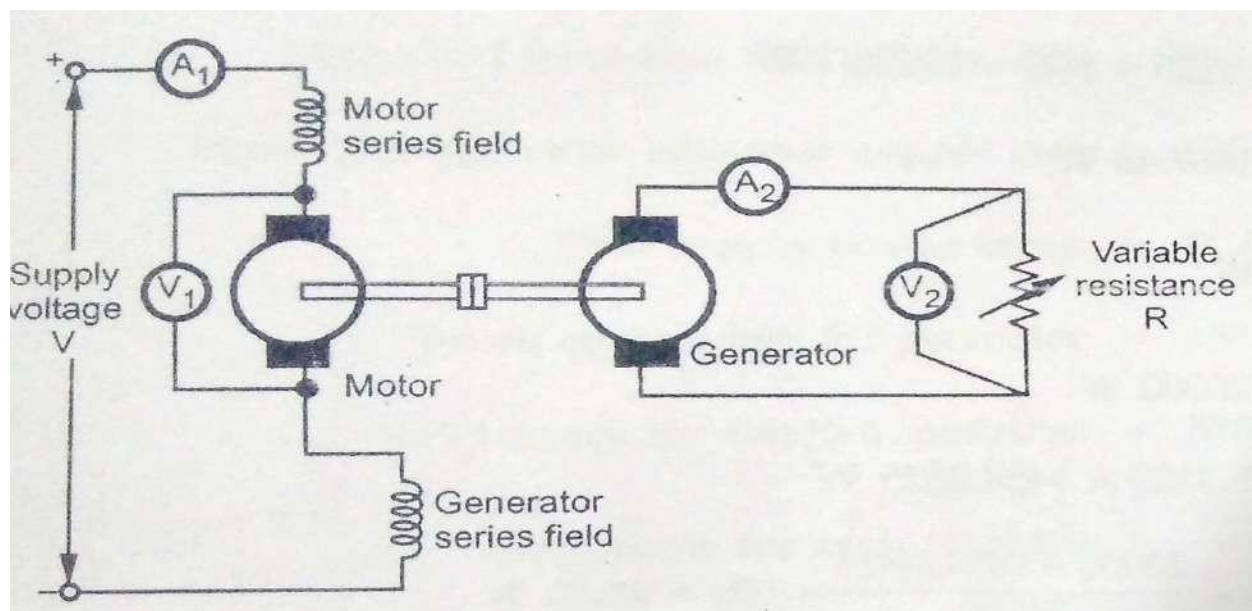 +
A1
Motor
series field
A2
Supply
voltage
V
V1
V2
Variable
resistance
R
Generator
Motor
Generator
series field
−